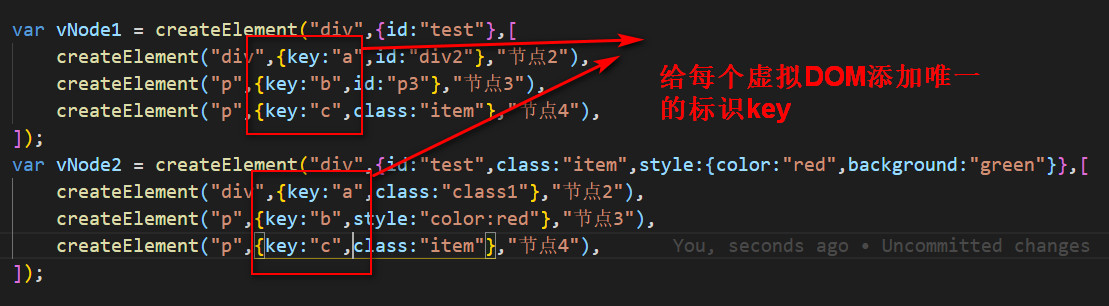 var vNode1 = createElement("div",{id:"test"},[
createElement("div",{key:"a",id:"div2"},"节点2"),
createElement("p",{key:"b",id:"p3"},"节点3"),
createElement("p",{key:"c",class:"item"},"节点4"),
]);
给每个虚拟DOM添加唯一
的标识key
var vNode2 = createElement("div",{id:"test",class:"item",style:{color:"red",background:"green"}},[
createElement("div",{key:"a",class:"class1"},"节点2"),
createElement("p",{key:"b",style:"color:red"},"节点3"),
createElement("p",{key:"c",class:"item"},"节点4"), You, seconds ago • Uncommitted changes
]);